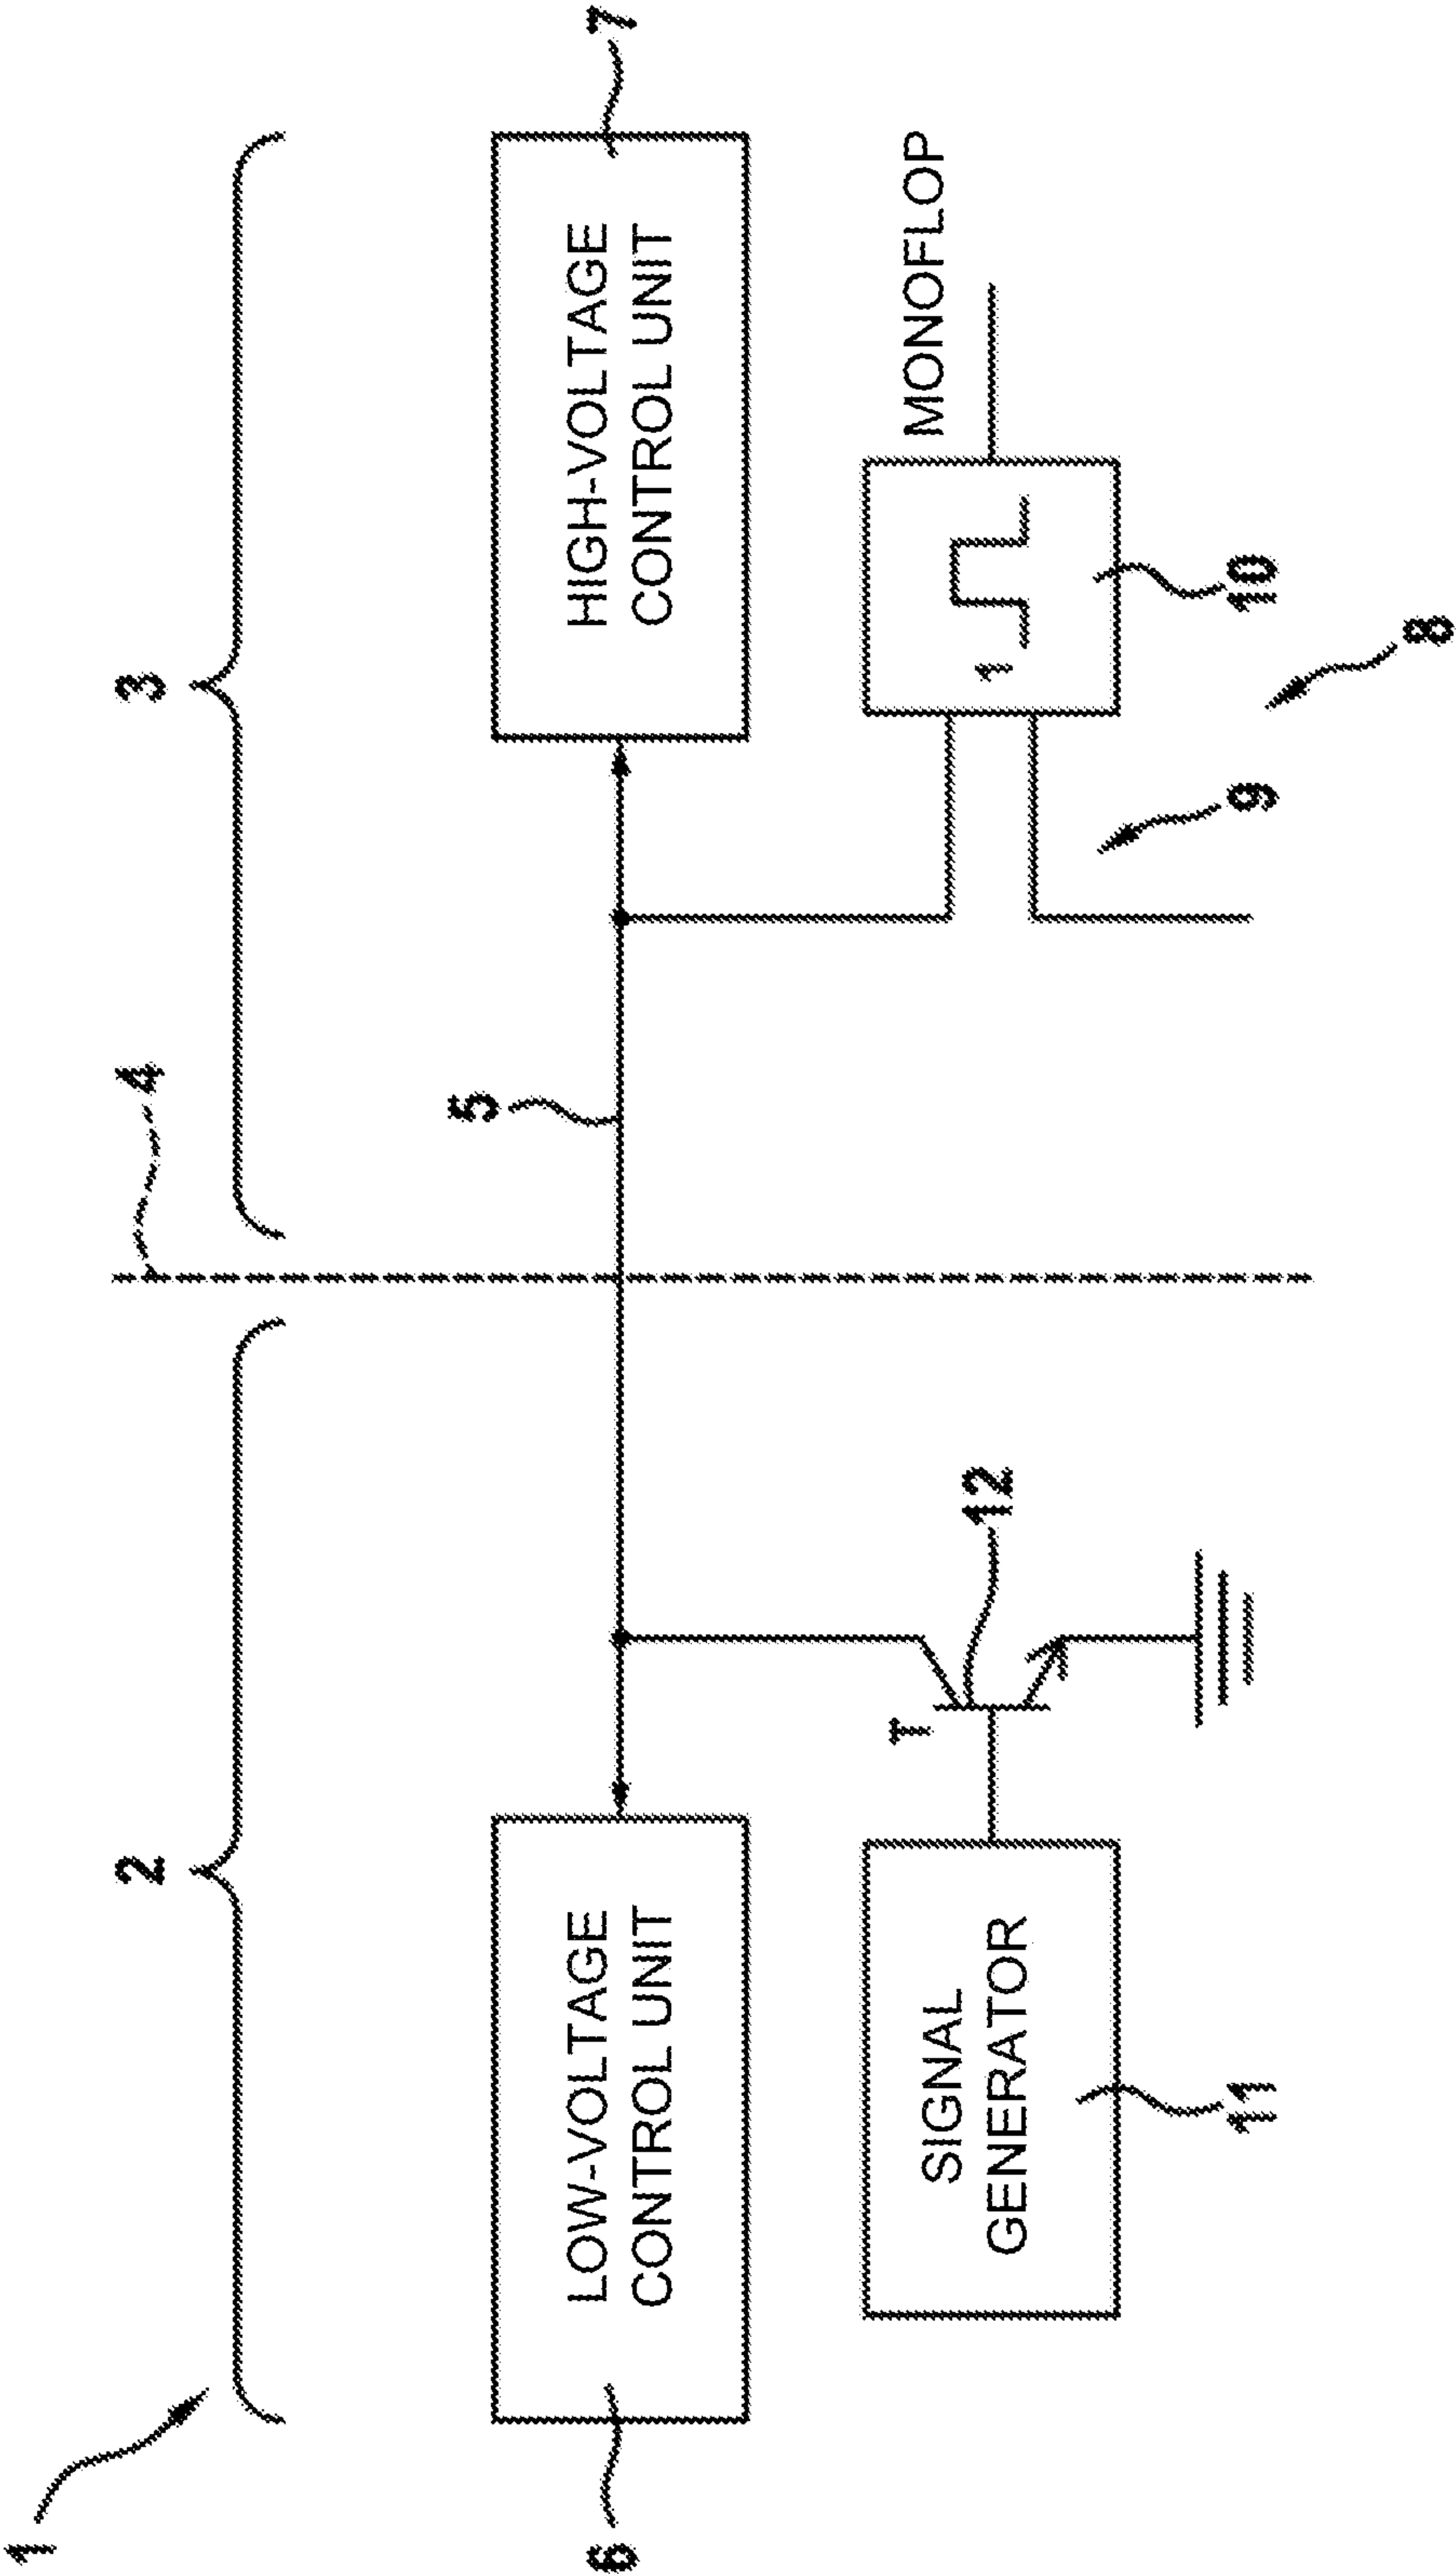 1
2
3
4
5
LOW-VOLTAGE
CONTROL UNIT
6
HIGH-VOLTAGE
CONTROL UNIT
7
T
12
SIGNAL
GENERATOR
11
MONOFLOP
1
10
9
8